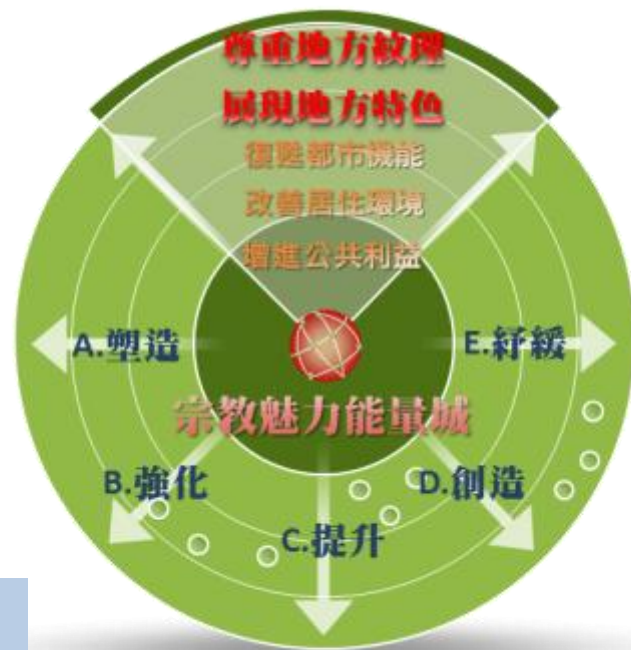 尊重地方紋理
展現地方特色
復甦都市機能
改善居住環境
增進公共利益
A.塑造
E.紓緩
宗教魅力能量城
B.強化
D.創造
C.提升